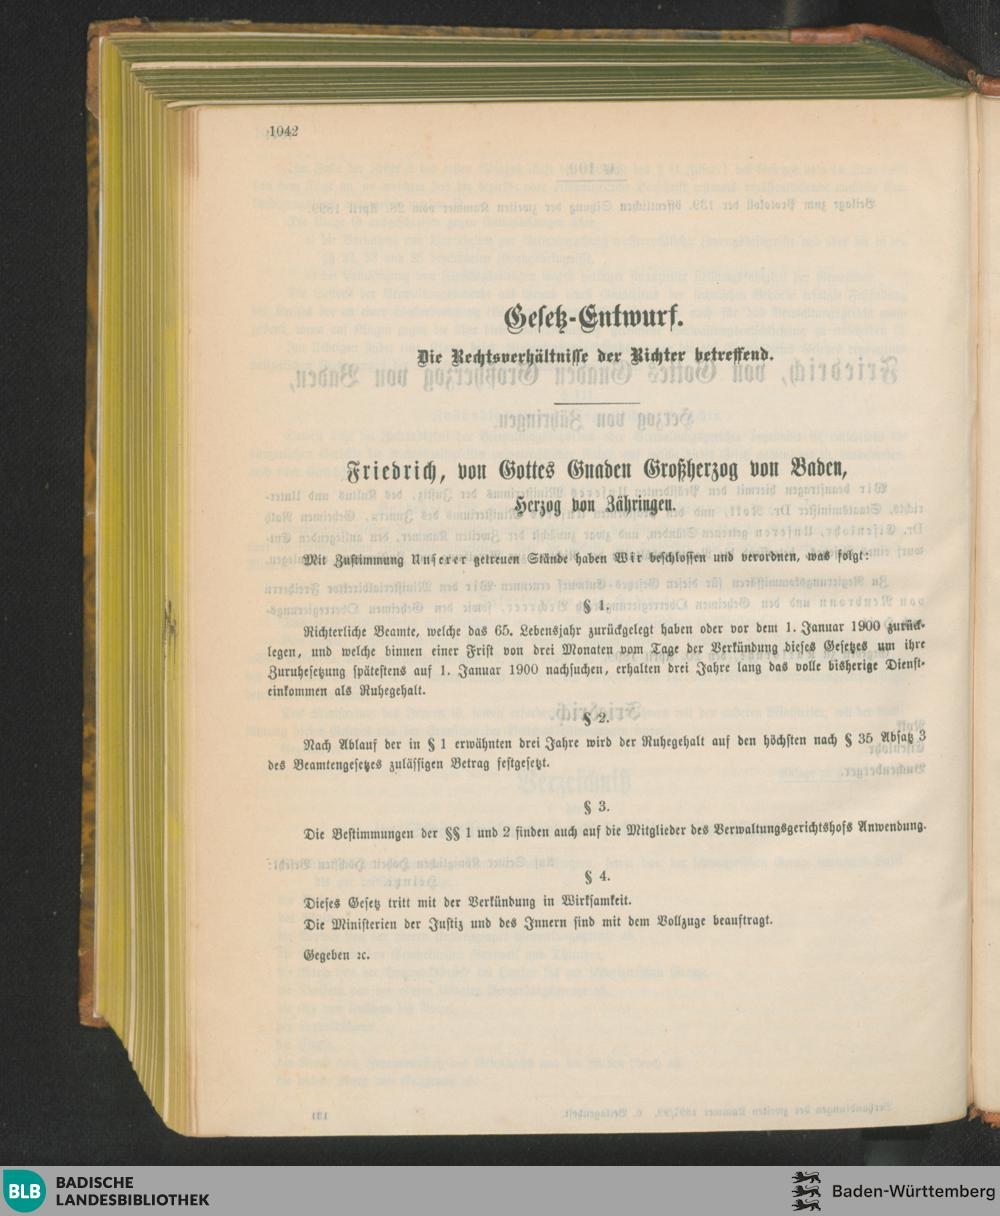 1042
Gesetz-Entwurf.
Die Rechtsverhältnisse der Richter betreffend.
Friedrich, von Gottes Gnaden Großherzog von Baden,
Herzog von Zähringen.
Mit Zustimmung Unserer getreuen Stände haben Wir beschlossen und verordnen, was folgt:
§ 1.
Richterliche Beamte, welche das 65. Lebensjahr zurückgelegt haben oder vor dem 1. Januar 1900 zurück-
legen, und welche binnen einer Frist von drei Monaten vom Tage der Verkündung dieses Gesetzes um ihre
Zuruhesetzung spätestens auf 1. Januar 1900 nachsuchen, erhalten drei Jahre lang das volle bisherige Dienst-
einkommen als Ruhegehalt.
§ 2.
Nach Ablauf der in § 1 erwähnten drei Jahre wird der Ruhegehalt auf den höchsten nach § 35 Absatz 3
des Beamtengesetzes zulässigen Betrag festgesetzt.
§ 3.
Die Bestimmungen der §§ 1 und 2 finden auch auf die Mitglieder des Verwaltungsgerichtshofs Anwendung.
§ 4.
Dieses Gesetz tritt mit der Verkündung in Wirksamkeit.
Die Ministerien der Justiz und des Innern sind mit dem Vollzuge beauftragt.
Gegeben ꝛc.
BLB BADISCHE
LANDESBIBLIOTHEK
Baden-Württemberg